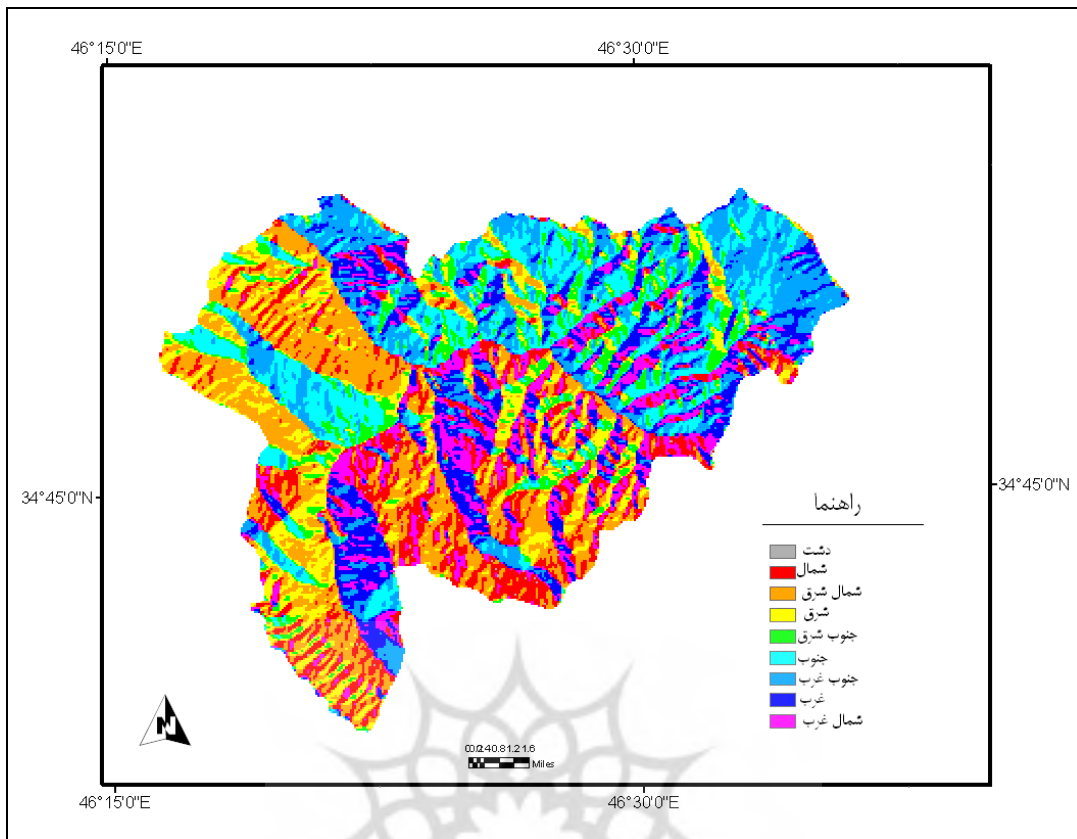 46°15'0"E 46°30'0"E
34°45'0"N 34°45'0"N
راهنما
دشت
شمال
شمال شرق
شرق
جنوب شرق
جنوب
جنوب غرب
غرب
شمال غرب
N
Miles
46°15'0"E 46°30'0"E